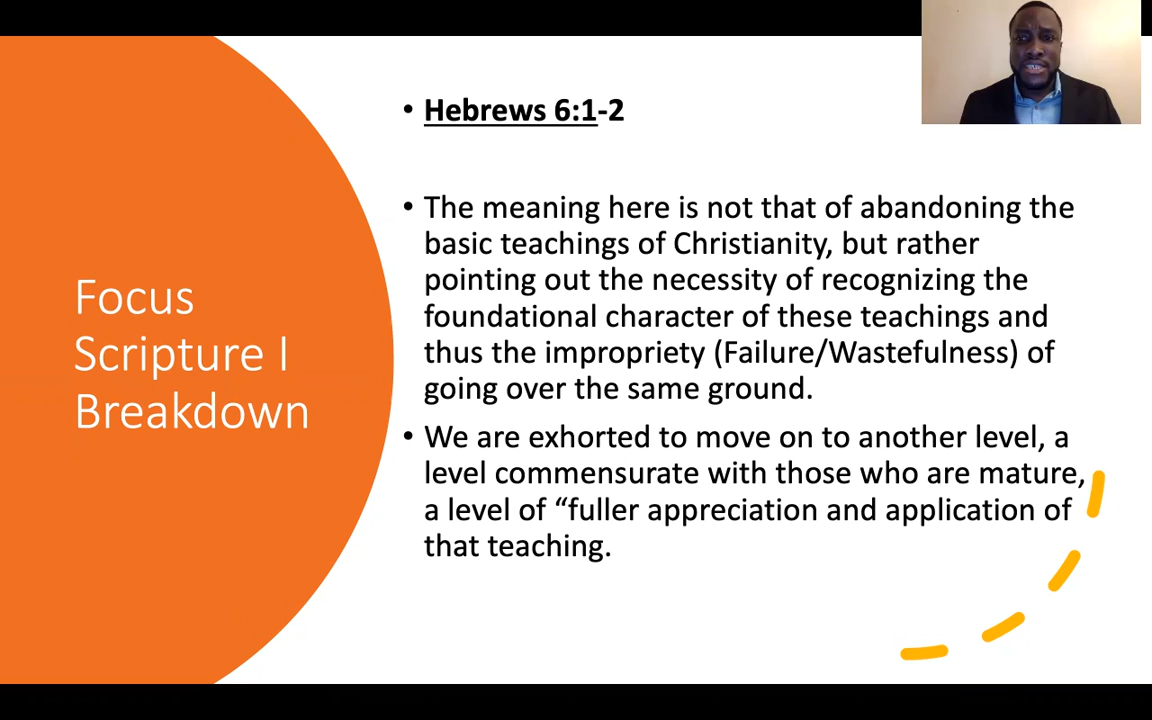 Focus
Scripture I
Breakdown
• Hebrews 6:1-2
• The meaning here is not that of abandoning the
basic teachings of Christianity, but rather
pointing out the necessity of recognizing the
foundational character of these teachings and
thus the impropriety (Failure/Wastefulness) of
going over the same ground.
• We are exhorted to move on to another level, a
level commensurate with those who are mature,
a level of “fuller appreciation and application of
that teaching.